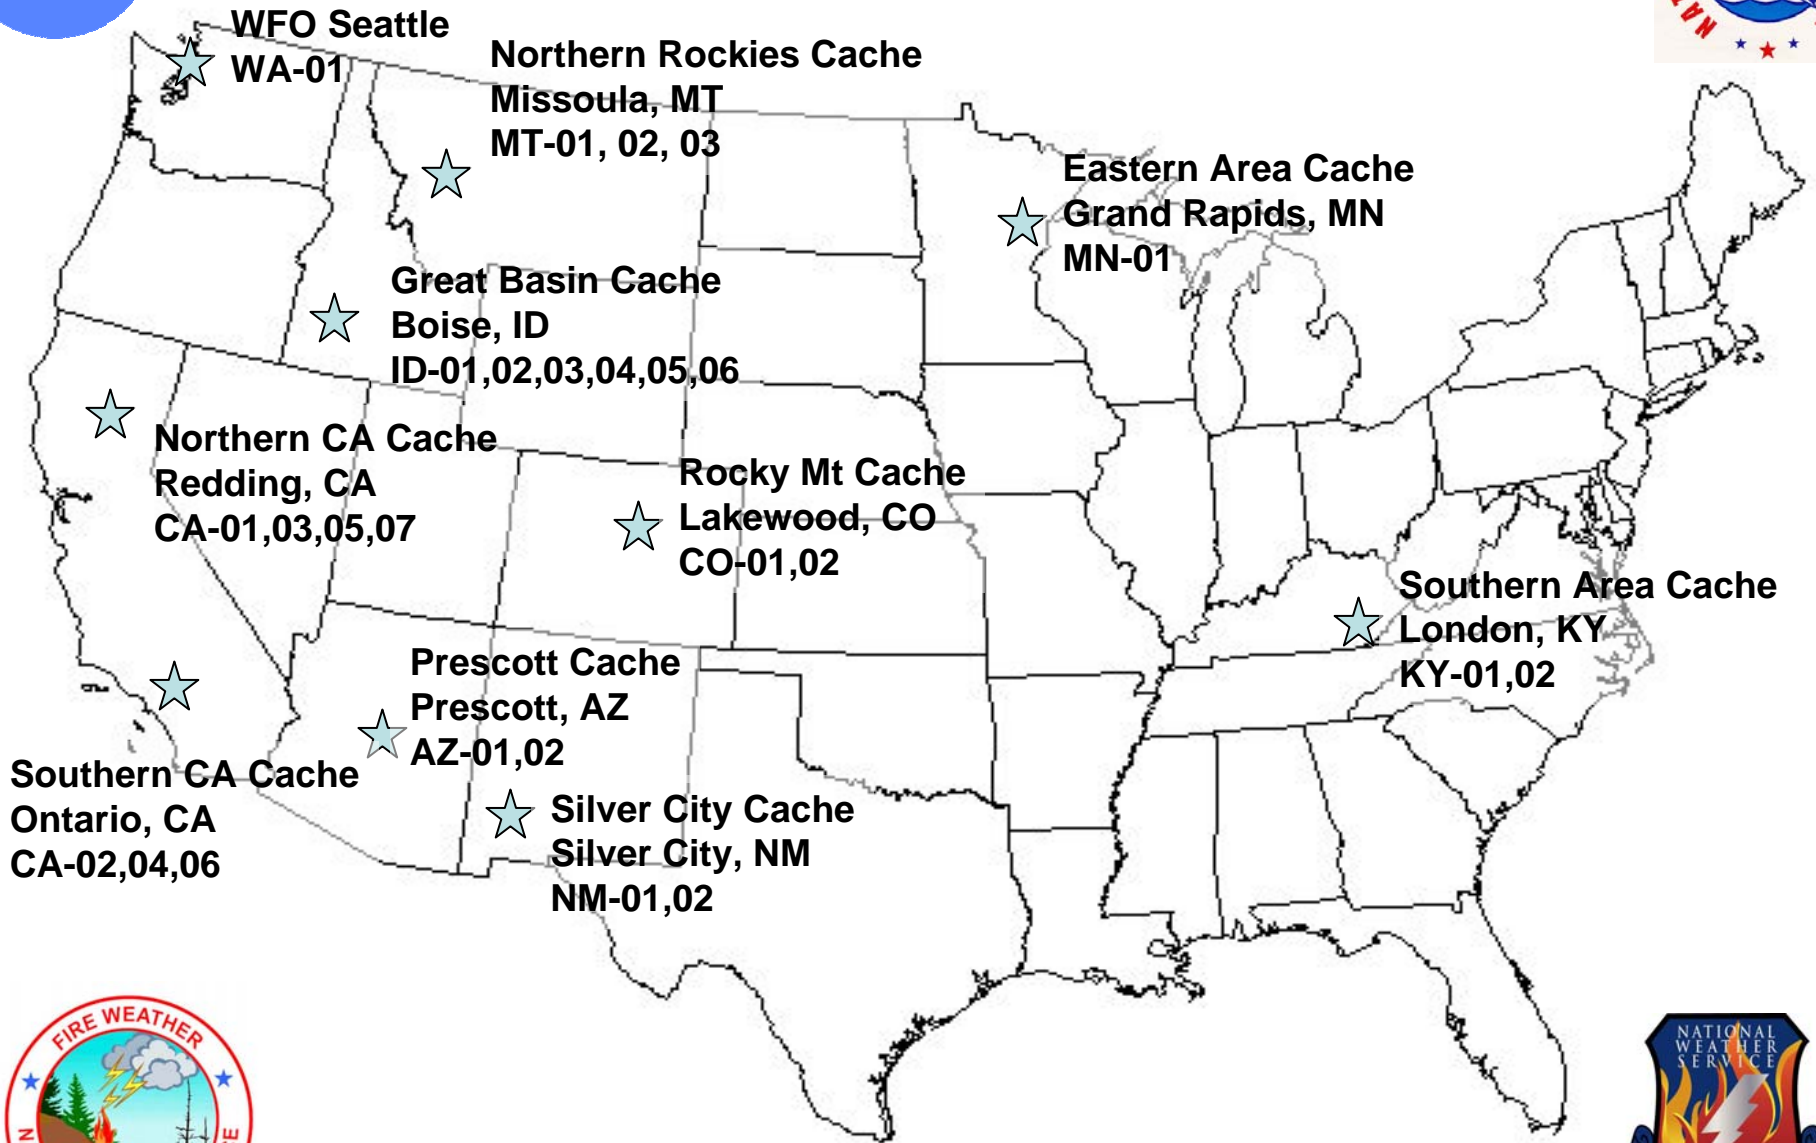 WFO Seattle
WA-01
NAT
Northern Rockies Cache
Missoula, MT
MT-01, 02, 03
Eastern Area Cache
Grand Rapids, MN
MN-01
Great Basin Cache
Boise, ID
ID-01,02,03,04,05,06
Northern CA Cache
Redding, CA
CA-01,03,05,07
Rocky Mt Cache
Lakewood, CO
CO-01,02
Southern Area Cache
London, KY
KY-01,02
Prescott Cache
Prescott, AZ
AZ-01,02
Southern CA Cache
Ontario, CA
CA-02,04,06
Silver City Cache
Silver City, NM
NM-01,02
FIRE WEATHER
NATIONAL
WEATHER
SERVICE